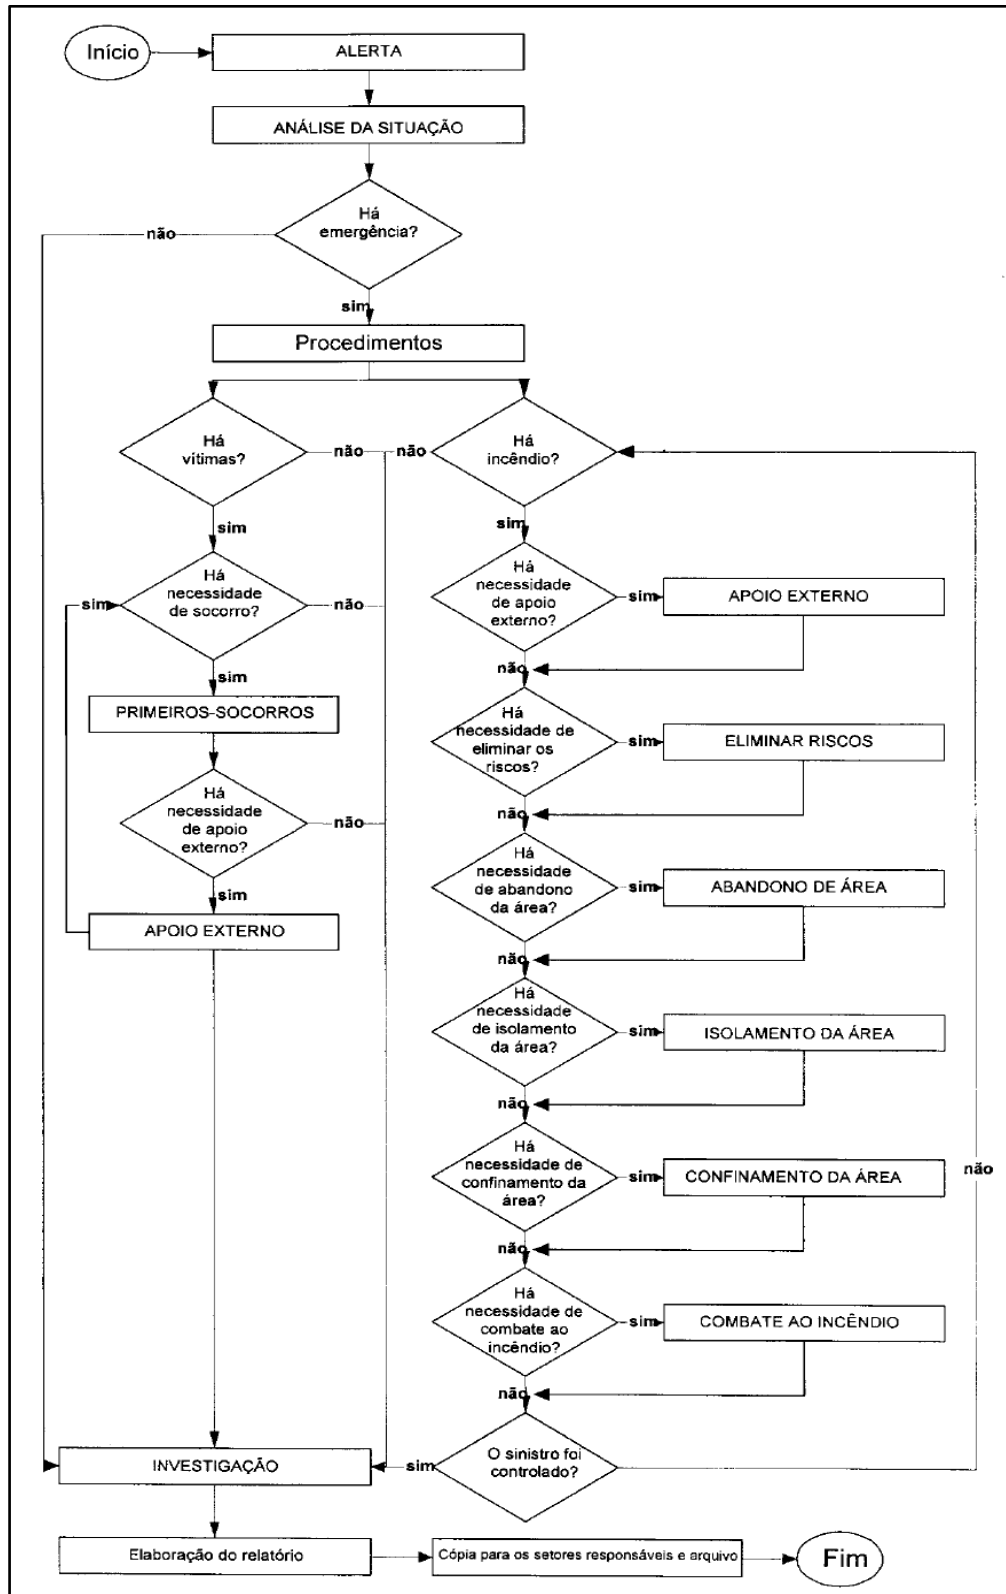 Início
ALERTA
ANÁLISE DA SITUAÇÃO
Há
emergência?
não
sim
Procedimentos
Há
vítimas?
não
não
Há
incêndio?
sim
sim
Há
necessidade
de socorro?
sim
não
Há
necessidade
de apoio
externo?
sim
APOIO EXTERNO
sim
não
PRIMEIROS-SOCORROS
Há
necessidade de
eliminar os
riscos?
sim
ELIMINAR RISCOS
Há
necessidade
de apoio
externo?
não
não
sim
Há
necessidade
de abandono
da área?
sim
ABANDONO DE ÁREA
APOIO EXTERNO
não
Há
necessidade
de isolamento
da área?
sim
ISOLAMENTO DA ÁREA
não
Há
necessidade de
confinamento da
área?
sim
CONFINAMENTO DA ÁREA
não
não
Há
necessidade de
combate ao
incêndio?
sim
COMBATE AO INCÊNDIO
não
O sinistro foi
controlado?
sim
INVESTIGAÇÃO
Elaboração do relatório
Cópia para os setores responsáveis e arquivo
Fim